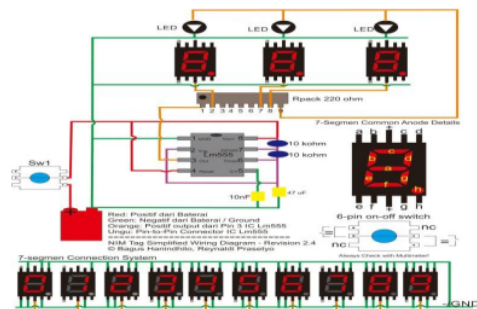 LED LED LED
Rpack 220 ohm
1 2 3 4 5 6 7 8 9
7-Segmen Common Anode Details
Lm555
10 kohm
10 kohm
Sw1
10nF
47 uF
Red: Positif dari Baterai
Green: Negatif dari Baterai / Ground
Orange: Positif output dari Pin 3 IC Lm555
Ungu: Pin-to-Pin Connector IC Lm555
NIM Tag Simplified Wiring Diagram - Revision 2.4
© Bagus Hanindhito, Reynaldi Prasetyo
6-pin on-off switch
nc
nc
Always Check with Multimeter!
7-segmen Connection System
-/GND